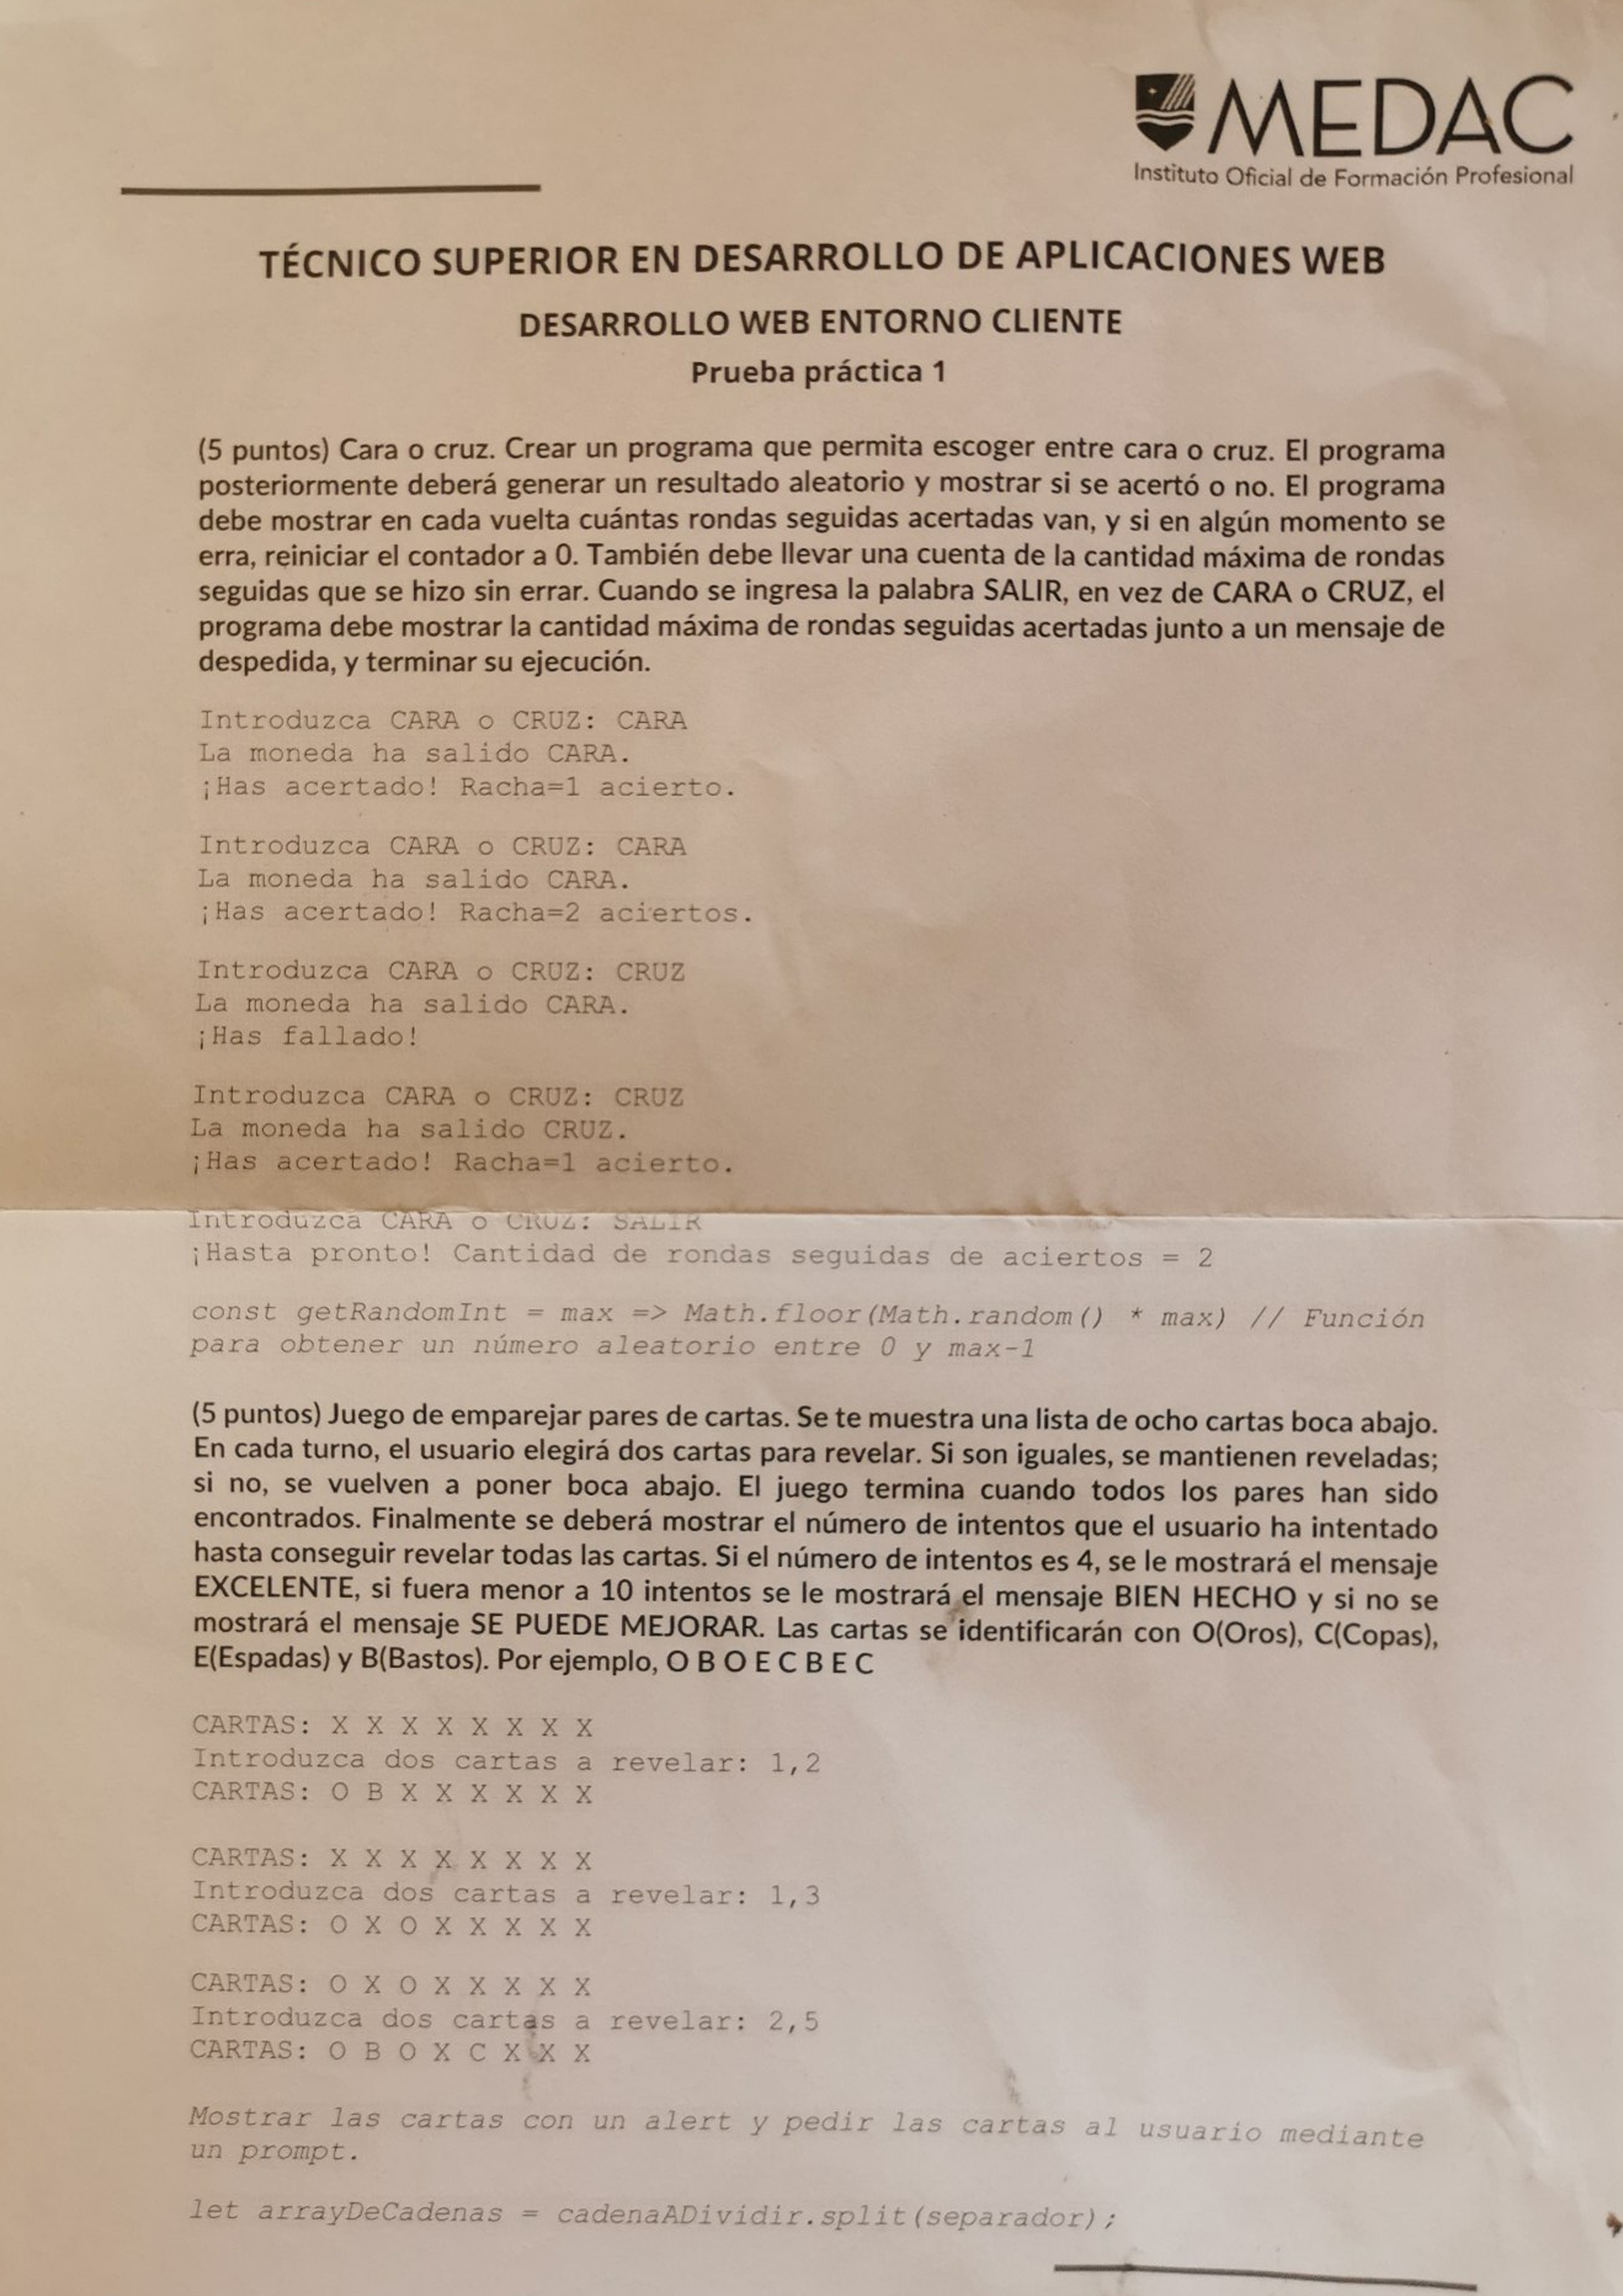 MEDAC
Instituto Oficial de Formación Profesional
TÉCNICO SUPERIOR EN DESARROLLO DE APLICACIONES WEB
DESARROLLO WEB ENTORNO CLIENTE
Prueba práctica 1
(5 puntos) Cara o cruz. Crear un programa que permita escoger entre cara o cruz. El programa
posteriormente deberá generar un resultado aleatorio y mostrar si se acertó o no. El programa
debe mostrar en cada vuelta cuántas rondas seguidas acertadas van, y si en algún momento se
erra, reiniciar el contador a 0. También debe llevar una cuenta de la cantidad máxima de rondas
seguidas que se hizo sin errar. Cuando se ingresa la palabra SALIR, en vez de CARA o CRUZ, el
programa debe mostrar la cantidad máxima de rondas seguidas acertadas junto a un mensaje de
despedida, y terminar su ejecución.
Introduzca CARA o CRUZ: CARA
La moneda ha salido CARA.
¡Has acertado! Racha=1 acierto.
Introduzca CARA o CRUZ: CARA
La moneda ha salido CARA.
¡Has acertado! Racha=2 aciertos.
Introduzca CARA o CRUZ: CRUZ
La moneda ha salido CARA.
¡Has fallado!
Introduzca CARA o CRUZ: CRUZ
La moneda ha salido CRUZ.
¡Has acertado! Racha=1 acierto.
Introduzca CARA o CRUZ: SALIR
¡Hasta pronto! Cantidad de rondas seguidas de aciertos = 2
const getRandomInt = max => Math.floor(Math.random() * max) // Función
para obtener un número aleatorio entre 0 y max-1
(5 puntos) Juego de emparejar pares de cartas. Se te muestra una lista de ocho cartas boca abajo.
En cada turno, el usuario elegirá dos cartas para revelar. Si son iguales, se mantienen reveladas;
si no, se vuelven a poner boca abajo. El juego termina cuando todos los pares han sido
encontrados. Finalmente se deberá mostrar el número de intentos que el usuario ha intentado
hasta conseguir revelar todas las cartas. Si el número de intentos es 4, se le mostrará el mensaje
EXCELENTE, si fuera menor a 10 intentos se le mostrará el mensaje BIEN HECHO y si no se
mostrará el mensaje SE PUEDE MEJORAR. Las cartas se identificarán con O(Oros), C(Copas),
E(Espadas) y B(Bastos). Por ejemplo, O B O E C B E C
CARTAS: X X X X X X X X
Introduzca dos cartas a revelar: 1,2
CARTAS: O B X X X X X X
CARTAS: X X X X X X X X
Introduzca dos cartas a revelar: 1,3
CARTAS: O X O X X X X X
CARTAS: O X O X X X X X
Introduzca dos cartas a revelar: 2,5
CARTAS: O B O X C X X X
Mostrar las cartas con un alert y pedir las cartas al usuario mediante
un prompt.
let arrayDeCadenas = cadenaADividir.split(separador);